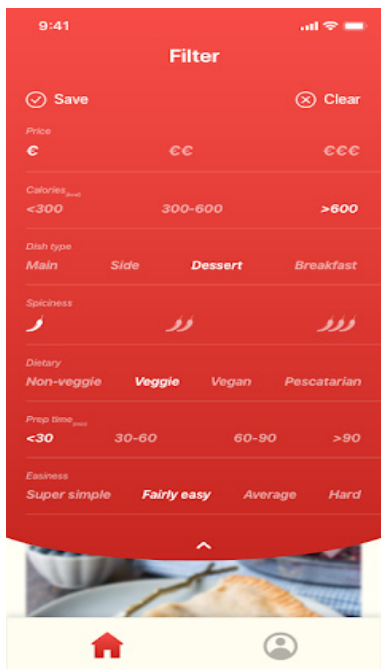 9:41
Filter
Save Clear
Price
€ €€ €€€
Calories (kcal)
<300 300-600 >600
Dish type
Main Side Dessert Breakfast
Spiciness
Dietary
Non-veggie Veggie Vegan Pescatarian
Prep time
<30 30-60 60-90 >90
Easiness
Super simple Fairly easy Average Hard